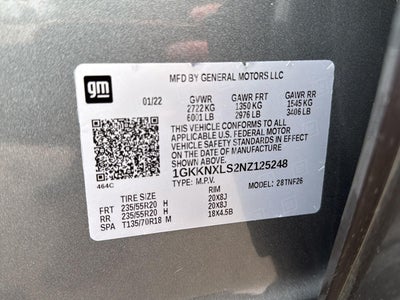 gm
MFD BY GENERAL MOTORS LLC
01/22 GVWR GAWR FRT GAWR RR
2722 KG 1350 KG 1545 KG
6001 LB 2976 LB 3406 LB
THIS VEHICLE CONFORMS TO ALL
APPLICABLE U.S. FEDERAL MOTOR
VEHICLE SAFETY STANDARDS IN EFFECT
ON THE DATE OF MANUFACTURE
SHOWN ABOVE.
1GKKNXLS2NZ125248
464C TYPE: M.P.V. MODEL: 28TNF26
TIRE SIZE RIM
FRT 235/55R20 H 20X8J
RR 235/55R20 H 20X8J
SPA T135/70R18 M 18X4.5B